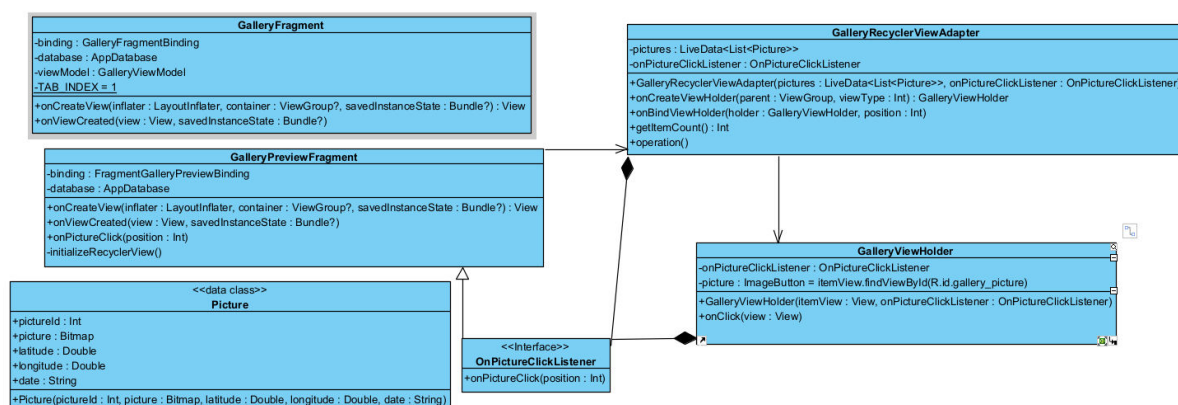 GalleryFragment
-binding : GalleryFragmentBinding
-database : AppDatabase
-viewModel : GalleryViewModel
-TAB_INDEX = 1
+onCreateView(inflater : LayoutInflater, container : ViewGroup?, savedInstanceState : Bundle?) : View
+onViewCreated(view : View, savedInstanceState : Bundle?)
GalleryRecyclerViewAdapter
-pictures : LiveData<List<Picture>>
-onPictureClickListener : OnPictureClickListener
+GalleryRecyclerViewAdapter(pictures : LiveData<List<Picture>>, onPictureClickListener : OnPictureClickListener)
+onCreateViewHolder(parent : ViewGroup, viewType : Int) : GalleryViewHolder
+onBindViewHolder(holder : GalleryViewHolder, position : Int)
+getItemCount() : Int
+operation()
GalleryPreviewFragment
-binding : FragmentGalleryPreviewBinding
-database : AppDatabase
+onCreateView(inflater : LayoutInflater, container : ViewGroup?, savedInstanceState : Bundle?) : View
+onViewCreated(view : View, savedInstanceState : Bundle?)
+onPictureClick(position : Int)
-initializeRecyclerView()
GalleryViewHolder
-onPictureClickListener : OnPictureClickListener
-picture : ImageButton = itemView.findViewById(R.id.gallery_picture)
+GalleryViewHolder(itemView : View, onPictureClickListener : OnPictureClickListener)
+onClick(view : View)
<<data class>>
Picture
+pictureId : Int
+picture : Bitmap
+latitude : Double
+longitude : Double
+date : String
+Picture(pictureId : Int, picture : Bitmap, latitude : Double, longitude : Double, date : String)
<<Interface>>
OnPictureClickListener
+onPictureClick(position : Int)